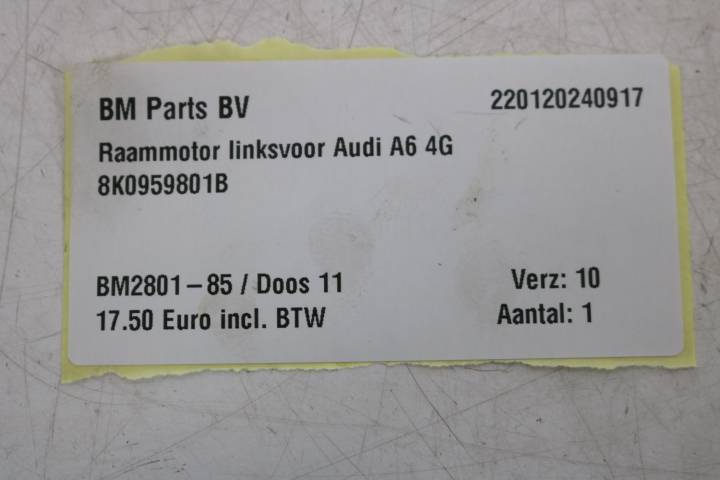 BM Parts BV 220120240917
Raammotor linksvoor Audi A6 4G
8K0959801B
BM2801-85 / Doos 11 Verz: 10
17.50 Euro incl. BTW Aantal: 1